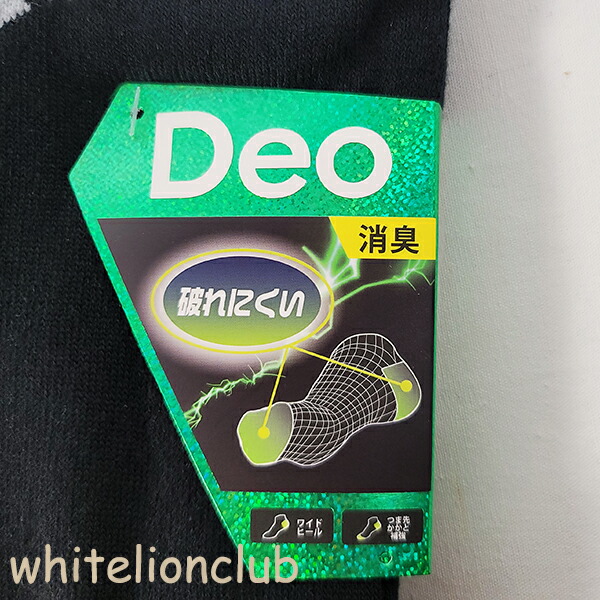 Deo
消臭
破れにくい
ワイド
ヒール
つま先
かかと
補強
whitelionclub